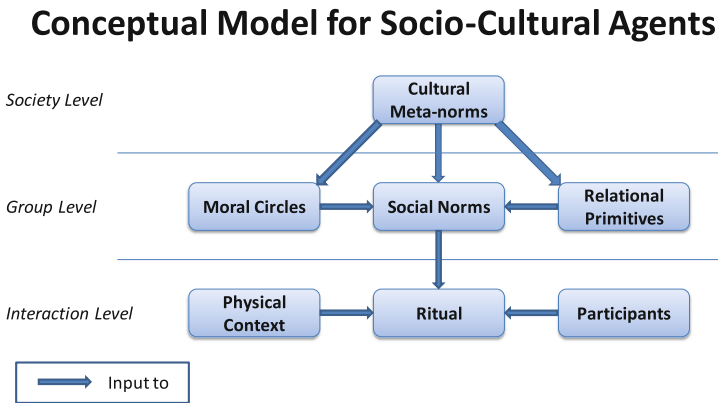 Conceptual Model for Socio-Cultural Agents
Society Level
Cultural
Meta-norms
Group Level
Moral Circles
Social Norms
Relational
Primitives
Interaction Level
Physical
Context
Ritual
Participants
Input to